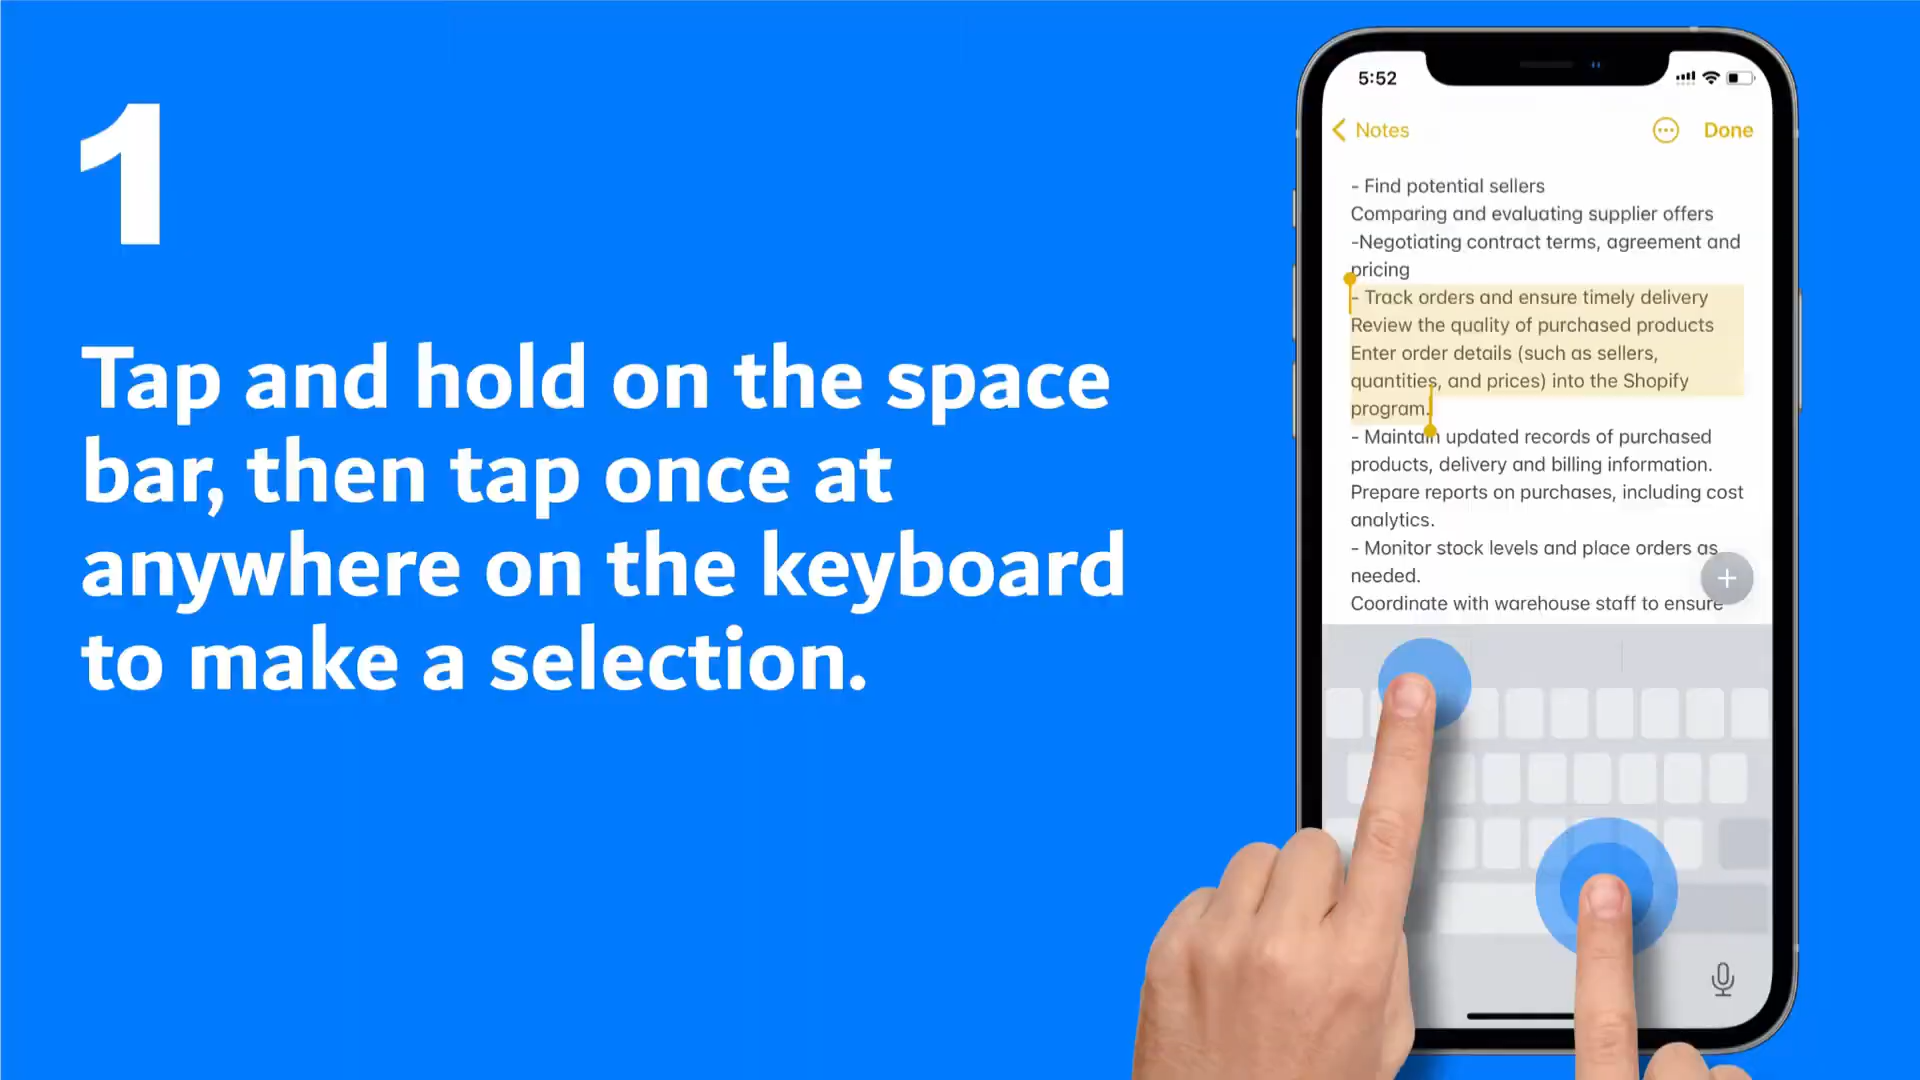 1
Tap and hold on the space
bar, then tap once at
anywhere on the keyboard
to make a selection.
5:52
Notes
Done
- Find potential sellers
Comparing and evaluating supplier offers
-Negotiating contract terms, agreement and
pricing
- Track orders and ensure timely delivery
Review the quality of purchased products
Enter order details (such as sellers,
quantities, and prices) into the Shopify
program.
- Maintain updated records of purchased
products, delivery and billing information.
Prepare reports on purchases, including cost
analytics.
- Monitor stock levels and place orders as
needed.
Coordinate with warehouse staff to ensure